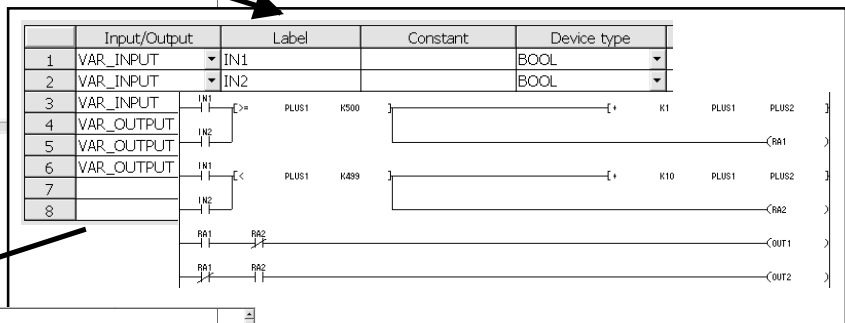 Input/Output Label Constant Device type
1 VAR_INPUT IN1 BOOL
2 VAR_INPUT IN2 BOOL
3 VAR_INPUT
4 VAR_OUTPUT
5 VAR_OUTPUT
6 VAR_OUTPUT
7
8
IN1
[>= PLUS1 K500 ] [+ K1 PLUS1 PLUS2 ]
IN2
(RA1 )
IN1
[< PLUS1 K499 ] [+ K10 PLUS1 PLUS2 ]
IN2
(RA2 )
RA1 RA2
(OUT1 )
RA1 RA2
(OUT2 )